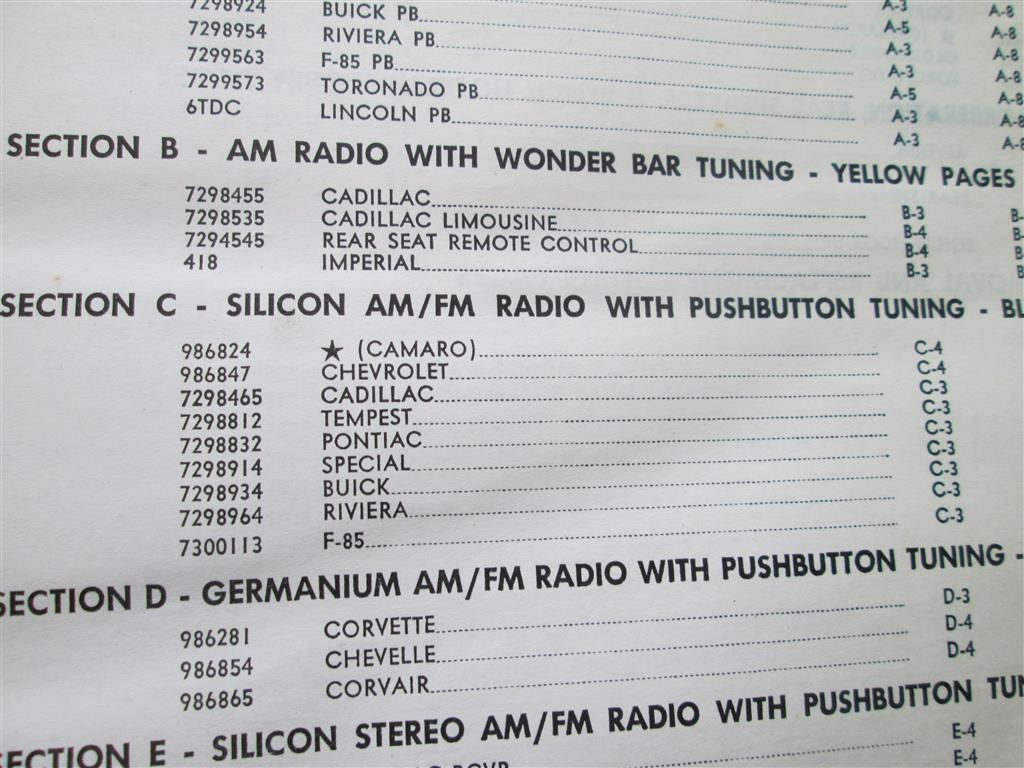 7298924 BUICK PB A-3 A-8
7298954 RIVIERA PB A-5 A-8
7299563 F-85 PB A-3 A-8
7299573 TORONADO PB A-3 A-8
6TDC LINCOLN PB A-5 A-8
A-3
A-3
SECTION B - AM RADIO WITH WONDER BAR TUNING - YELLOW PAGES
7298455 CADILLAC B-3 B-
7298535 CADILLAC LIMOUSINE B-4 B-
7294545 REAR SEAT REMOTE CONTROL B-4 B
418 IMPERIAL B-3 B
SECTION C - SILICON AM/FM RADIO WITH PUSHBUTTON TUNING - BL
986824 ★ (CAMARO) C-4
986847 CHEVROLET C-4
7298465 CADILLAC C-3
7298812 TEMPEST C-3
7298832 PONTIAC C-3
7298914 SPECIAL C-3
7298934 BUICK C-3
7298964 RIVIERA C-3
7300113 F-85 C-3
SECTION D - GERMANIUM AM/FM RADIO WITH PUSHBUTTON TUNING -
986281 CORVETTE D-3
986854 CHEVELLE D-4
986865 CORVAIR D-4
SECTION E - SILICON STEREO AM/FM RADIO WITH PUSHBUTTON TUN
E-4
E-4